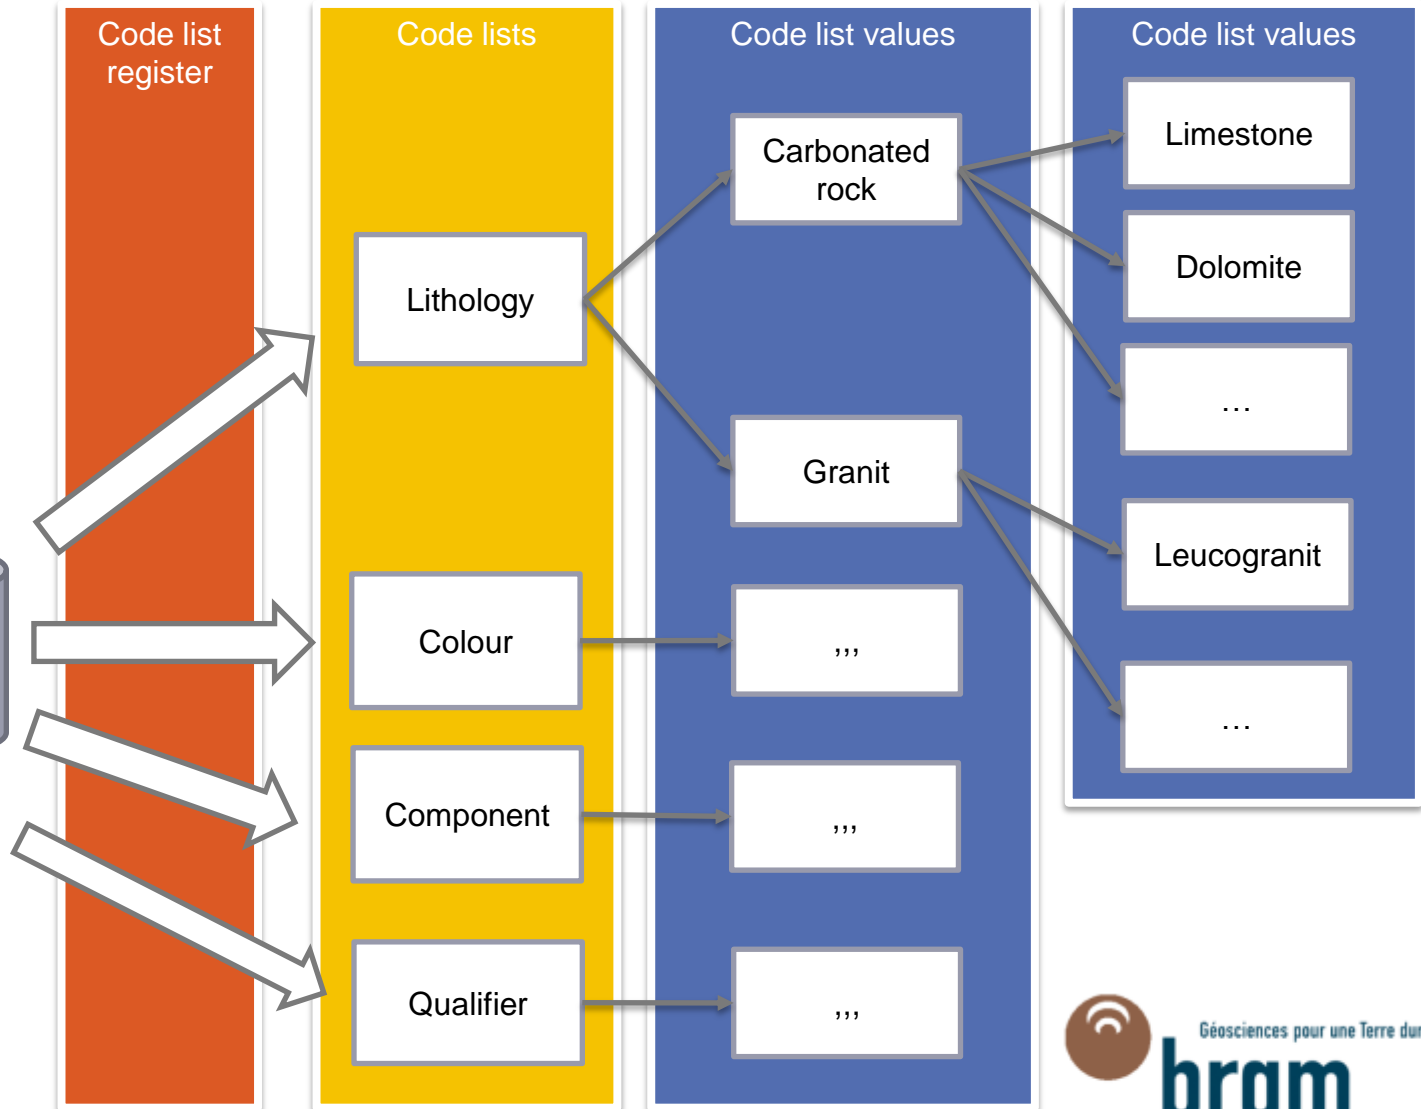 Code list
register
Code lists
Code list values
Code list values
Lithology
Colour
Component
Qualifier
Carbonated
rock
Granit
,,,
,,,
,,,
Limestone
Dolomite
...
Leucogranit
...
Géosciences pour une Terre
brgm